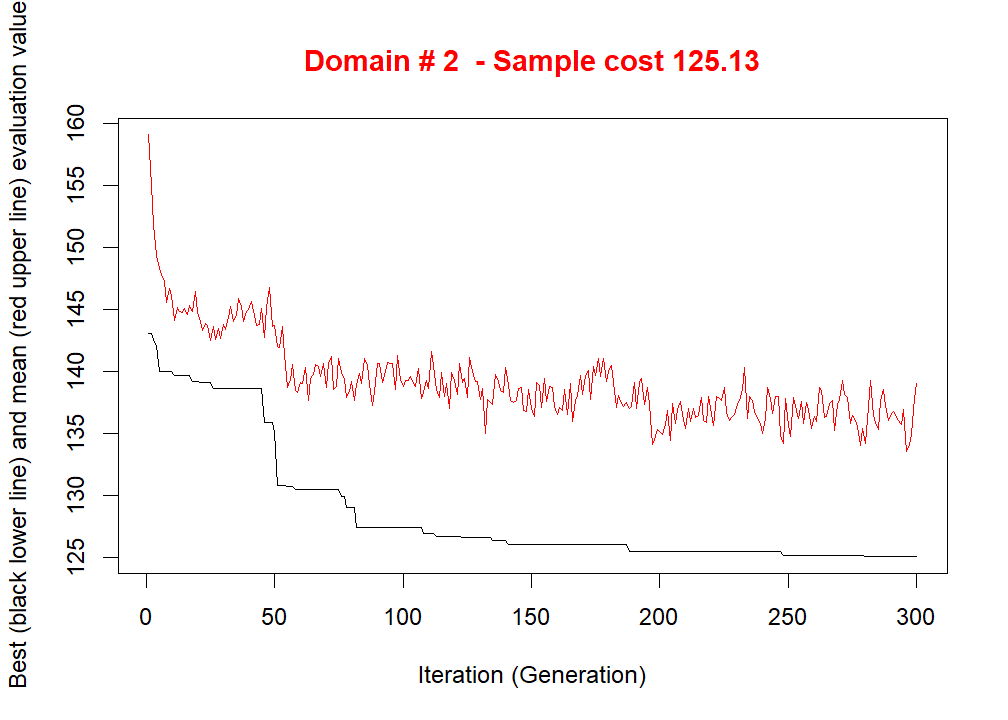 Domain # 2  - Sample cost 125.13
Best (black lower line) and mean (red upper line) evaluation value
160
155
150
145
140
135
130
125
0 50 100 150 200 250 300
Iteration (Generation)